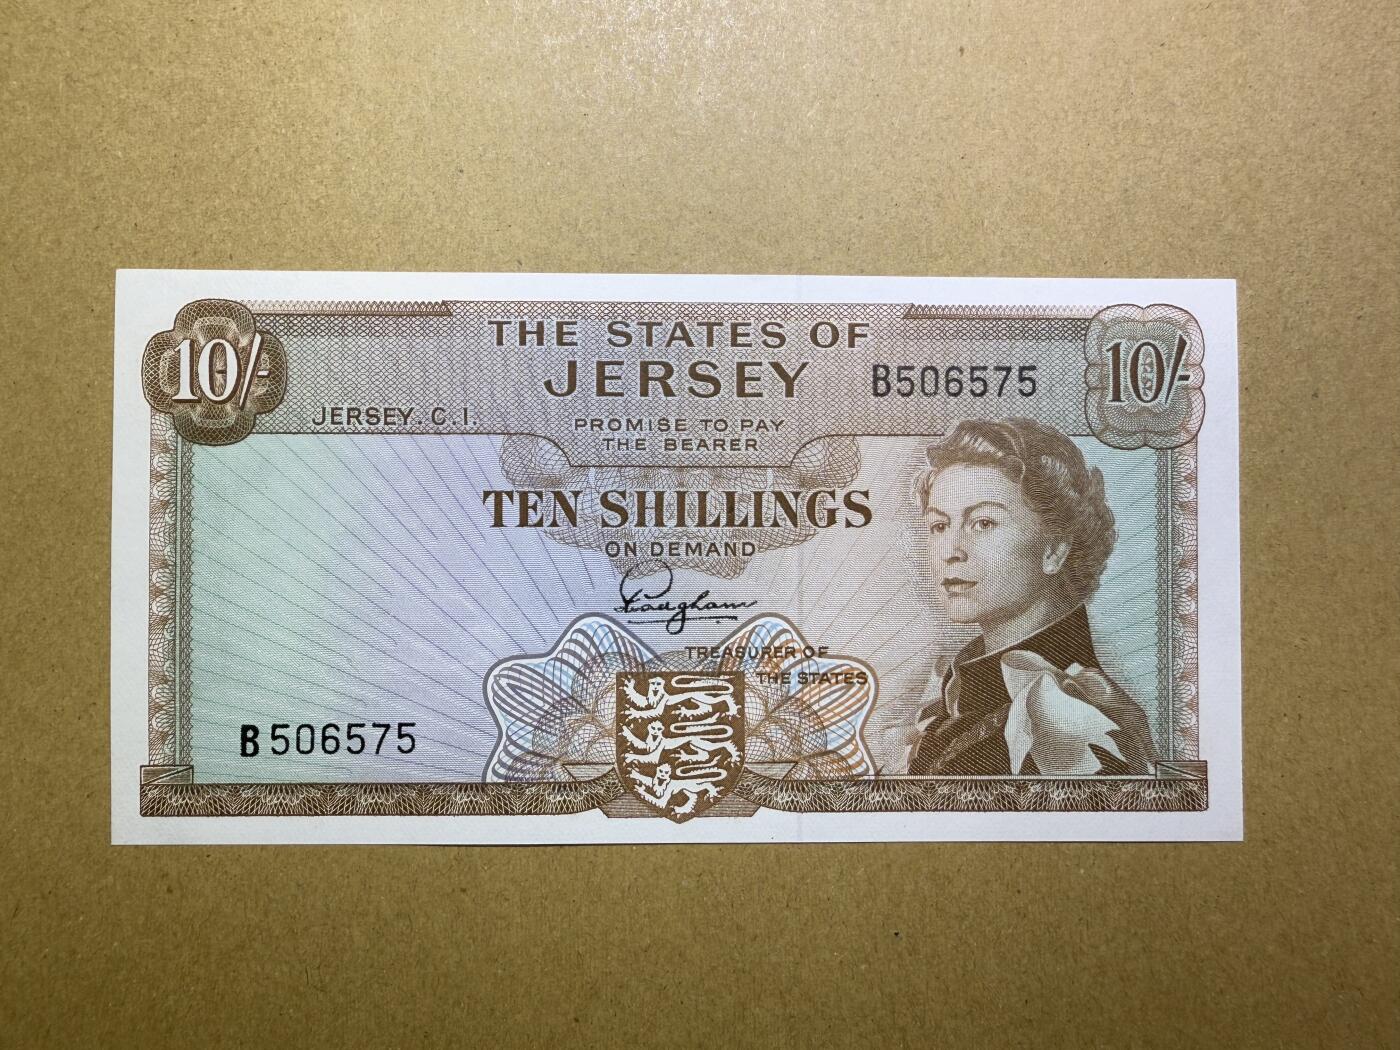 10/-
THE STATES OF
JERSEY
B506575
10/-
JERSEY. C.I.
PROMISE TO PAY
THE BEARER
TEN SHILLINGS
ON DEMAND
Padgham
TREASURER OF
THE STATES
B506575